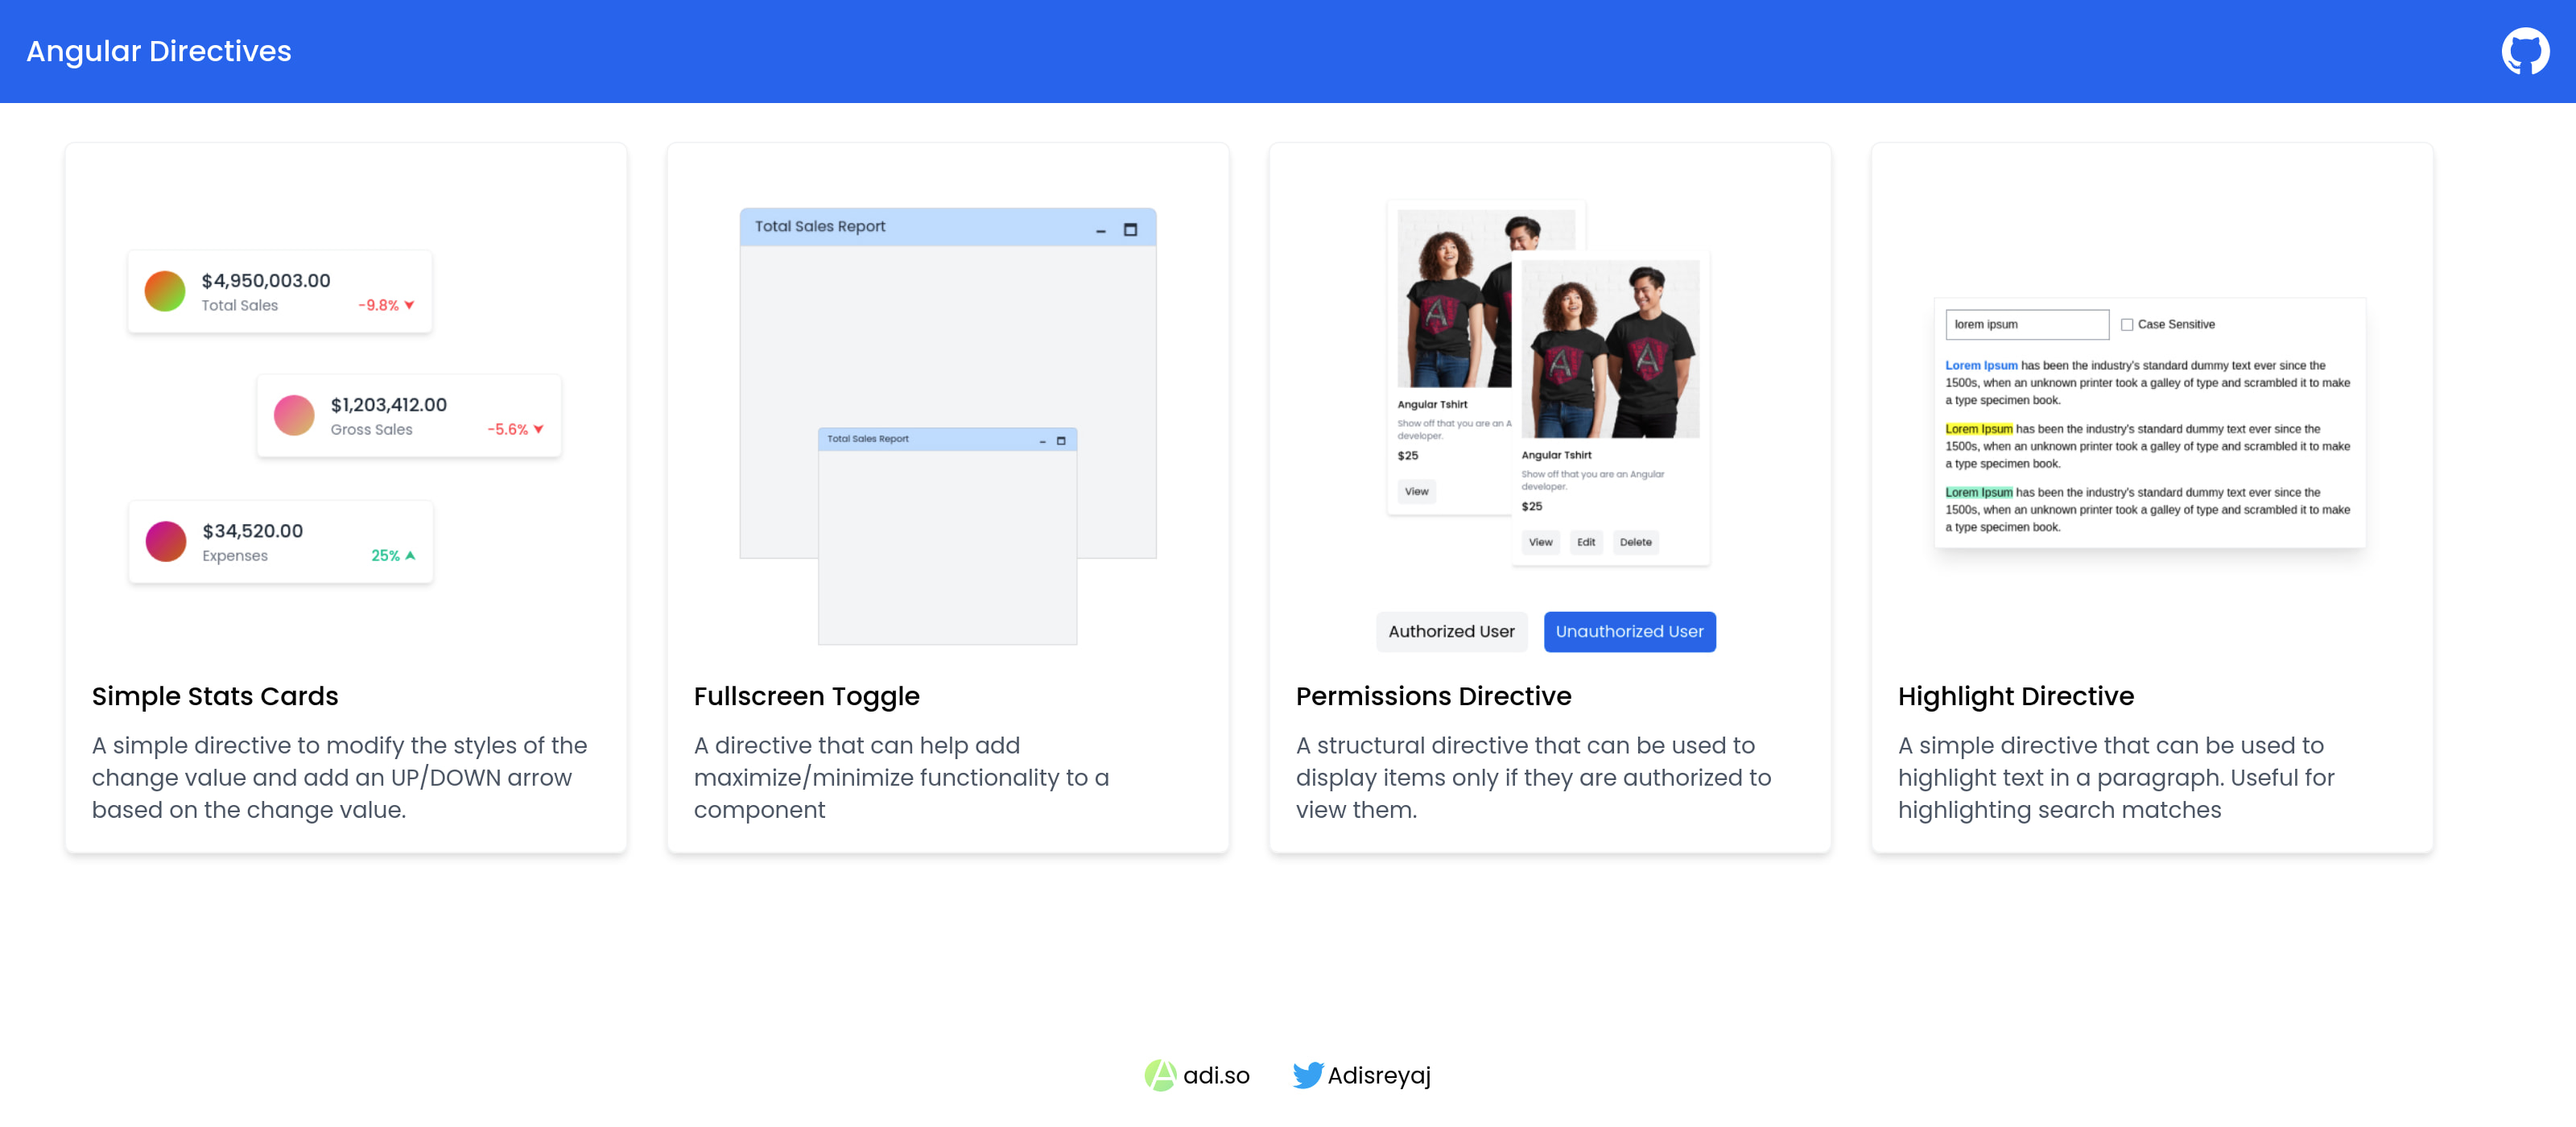 Angular Directives
$4,950,003.00
Total Sales
-9.8%
$1,203,412.00
Gross Sales
-5.6%
$34,520.00
Expenses
25%
Simple Stats Cards
A simple directive to modify the styles of the
change value and add an UP/DOWN arrow
based on the change value.
Total Sales Report
Total Sales Report
Fullscreen Toggle
A directive that can help add
maximize/minimize functionality to a
component
Angular Tshirt
Show off that you are an A
developer.
$25
View
Angular Tshirt
Show off that you are an Angular
developer.
$25
View Edit Delete
Authorized User Unauthorized User
Permissions Directive
A structural directive that can be used to
display items only if they are authorized to
view them.
lorem ipsum Case Sensitive
Lorem Ipsum has been the industry's standard dummy text ever since the
1500s, when an unknown printer took a galley of type and scrambled it to make
a type specimen book.
Lorem Ipsum has been the industry's standard dummy text ever since the
1500s, when an unknown printer took a galley of type and scrambled it to make
a type specimen book.
Lorem Ipsum has been the industry's standard dummy text ever since the
1500s, when an unknown printer took a galley of type and scrambled it to make
a type specimen book.
Highlight Directive
A simple directive that can be used to
highlight text in a paragraph. Useful for
highlighting search matches
adi.so Adisreyaj